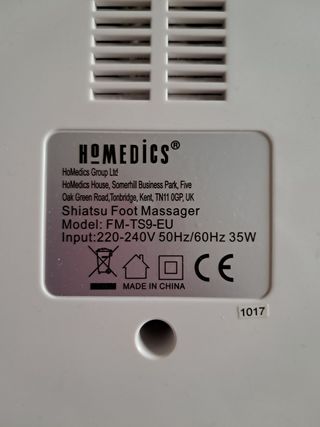 HOMEDICS®
HoMedics Group Ltd
HoMedics House, Somerhill Business Park, Five
Oak Green Road,Tonbridge, Kent, TN11 0GP, UK
Shiatsu Foot Massager
Model: FM-TS9-EU
Input:220-240V 50Hz/60Hz 35W
MADE IN CHINA
CE
1017